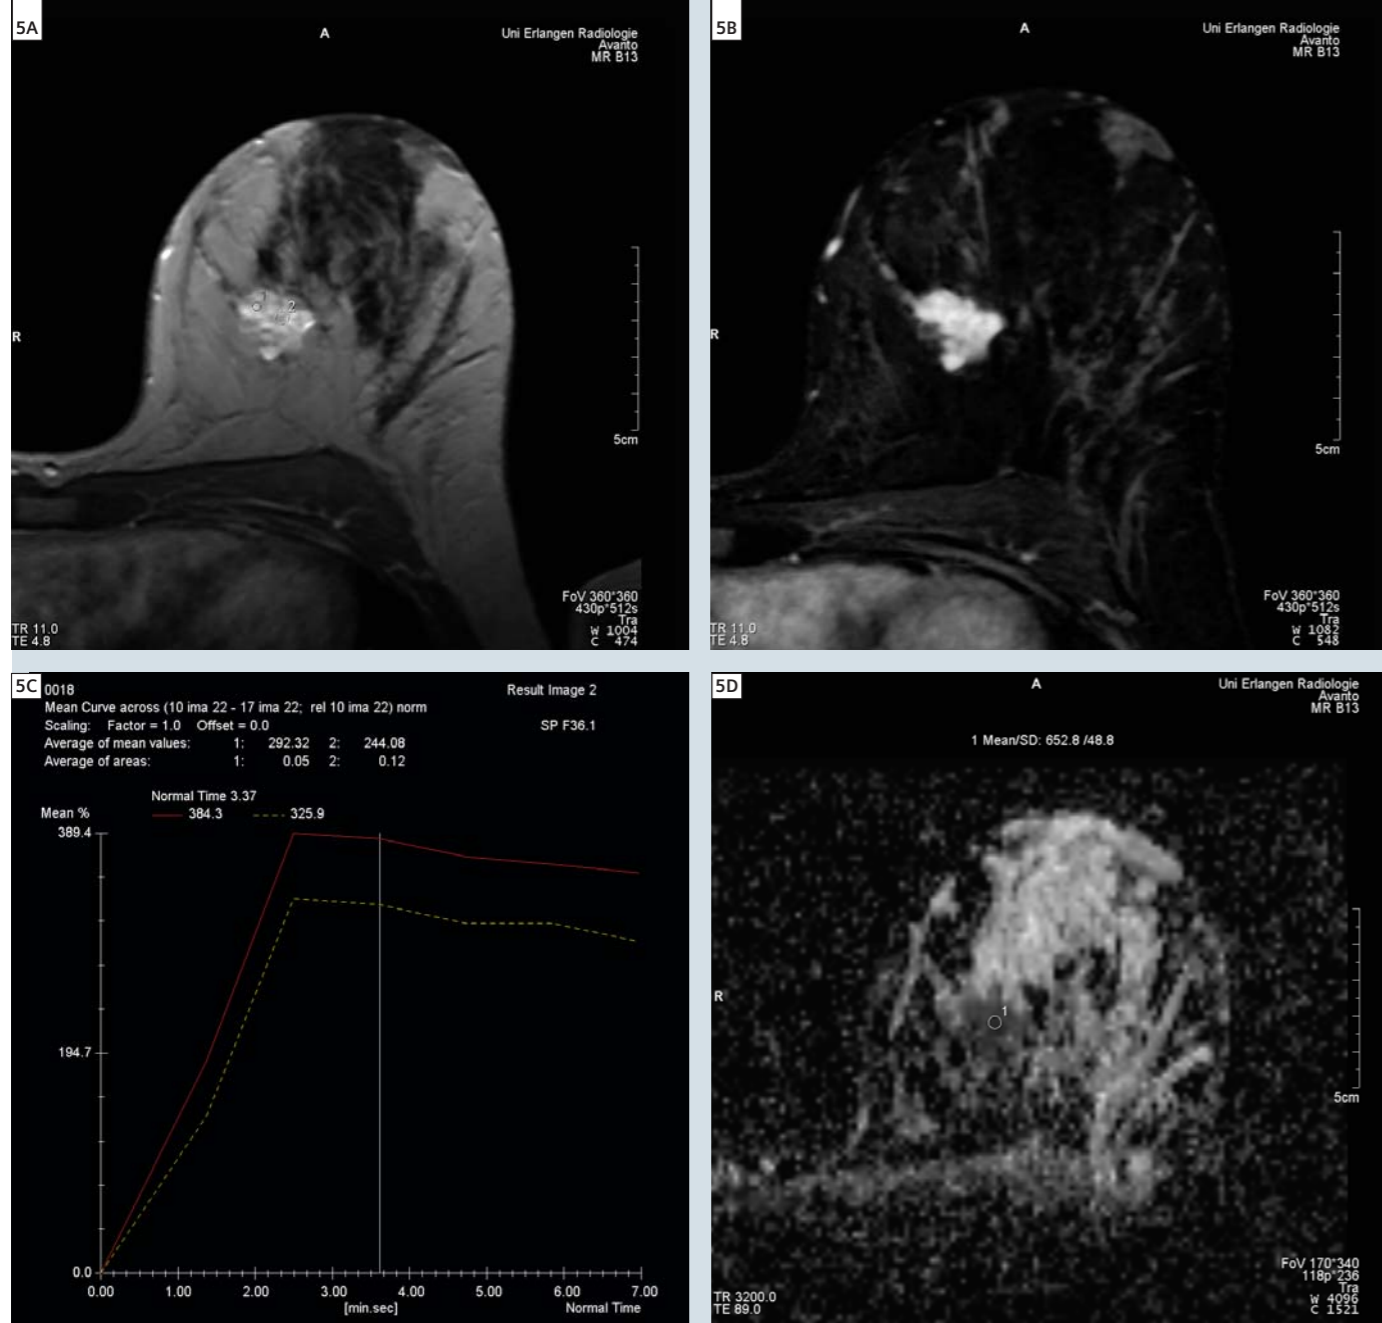 5A
A
Uni Erlangen Radiologie
Avanto
MR B13
R
5cm
FoV 360*360
430p*512s
Tra
W 1004
C 474
TR 11.0
TE 4.8
1
2
5B
A
Uni Erlangen Radiologie
Avanto
MR B13
R
5cm
FoV 360*360
430p*512s
Tra
W 1082
C 548
TR 11.0
TE 4.8
5C
0018
Result Image 2
Mean Curve across (10 ima 22 - 17 ima 22; rel 10 ima 22) norm
Scaling: Factor = 1.0 Offset = 0.0 SP F36.1
Average of mean values: 1: 292.32 2: 244.08
Average of areas: 1: 0.05 2: 0.12
Normal Time 3.37
Mean % 384.3 325.9
389.4
194.7
0.0
0.00 1.00 2.00 3.00 4.00 5.00 6.00 7.00
[min.sec] Normal Time
5D
A
Uni Erlangen Radiologie
Avanto
MR B13
1 Mean/SD: 652.8 /48.8
R
1
5cm
FoV 170*340
118p*236
Tra
W 4096
C 1521
TR 3200.0
TE 89.0